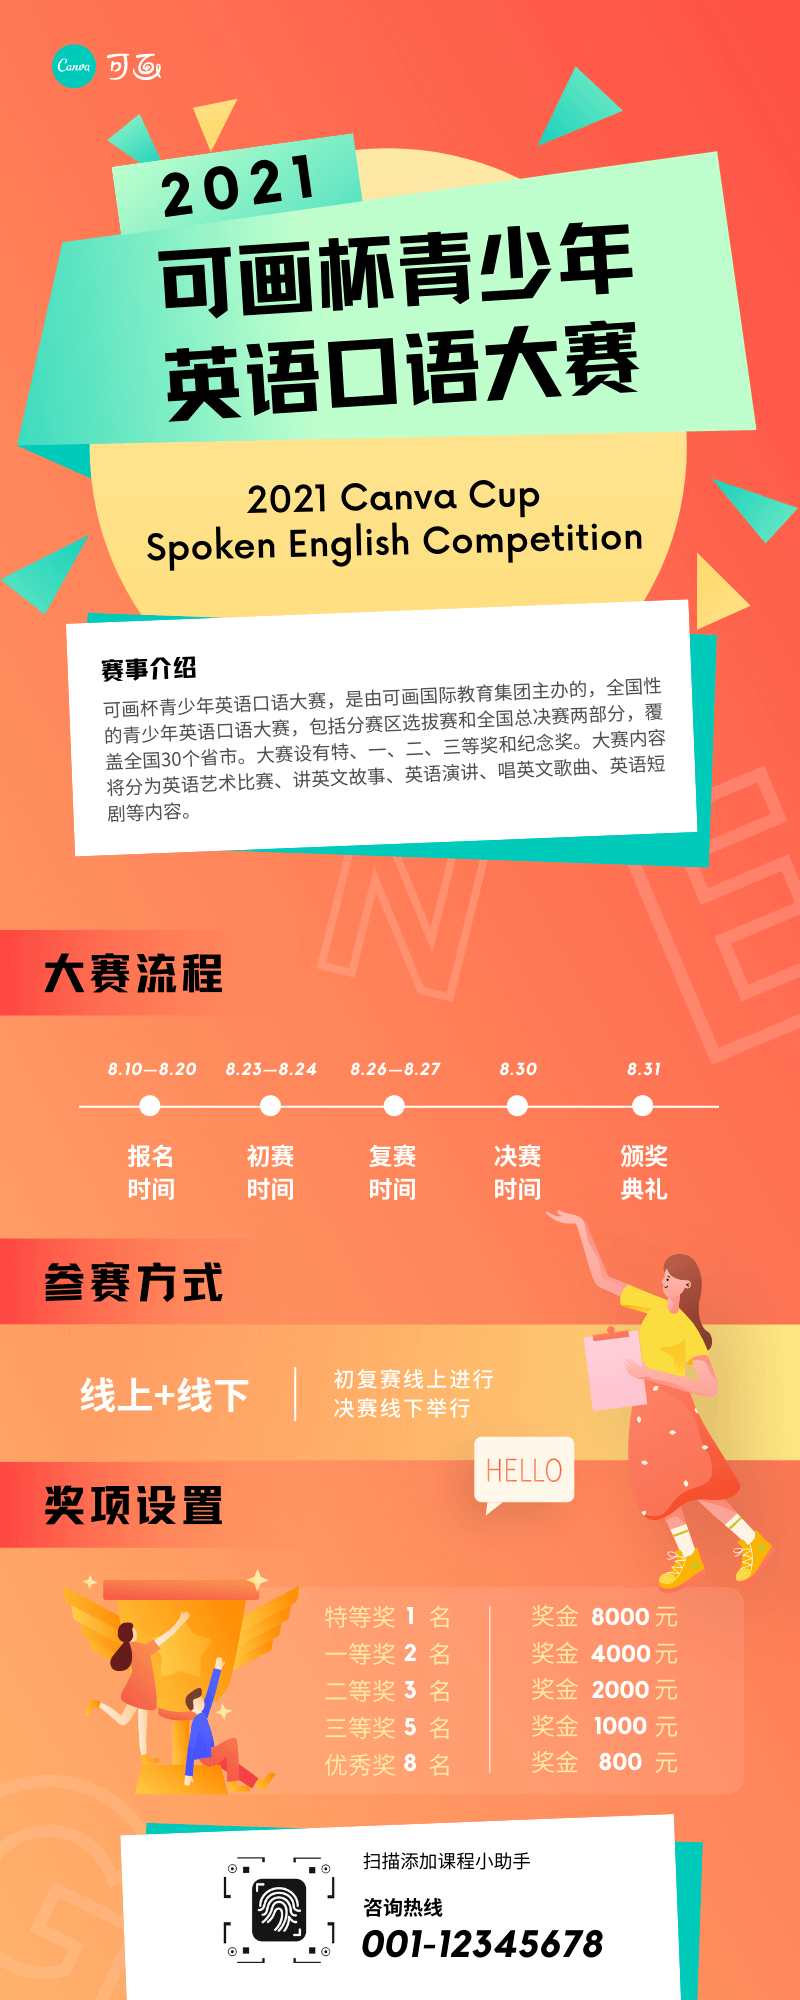 Canva 可画
2021
可画杯青少年
英语口语大赛
2021 Canva Cup
Spoken English Competition
赛事介绍
可画杯青少年英语口语大赛，是由可画国际教育集团主办的，全国性
的青少年英语口语大赛，包括分赛区选拔赛和全国总决赛两部分，覆
盖全国30个省市。大赛设有特、一、二、三等奖和纪念奖。大赛内容
将分为英语艺术比赛、讲英文故事、英语演讲、唱英文歌曲、英语短
剧等内容。
N E
大赛流程
8.10—8.20 8.23—8.24 8.26—8.27 8.30 8.31
报名 初赛 复赛 决赛 颁奖
时间 时间 时间 时间 典礼
参赛方式
线上+线下
初复赛线上进行
决赛线下举行
HELLO
奖项设置
特等奖 1 名 奖金 8000 元
一等奖 2 名 奖金 4000 元
二等奖 3 名 奖金 2000 元
三等奖 5 名 奖金 1000 元
优秀奖 8 名 奖金 800 元
G
扫描添加课程小助手
咨询热线
001-12345678